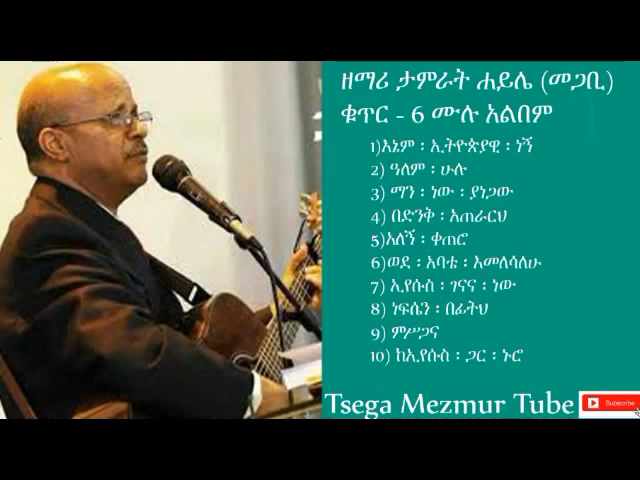 ዘማሪ ታምራት ሐይሌ (መጋቢ)
ቁጥር - 6 ሙሉ አልበም
1)እኔም ፡ ኢትዮጵያዊ ፡ ነኝ
2) ዓለም ፡ ሁሉ
3) ማን ፡ ነው ፡ ያነጋው
4) በድንቅ ፡ አጠራርህ
5)አለኝ ፡ ቀጠሮ
6)ወደ ፡ አባቴ ፡ እመለሳለሁ
7) ኢየሱስ ፡ ገናና ፡ ነው
8) ነፍሴን ፡ በፊትህ
9) ምሥጋና
10) ከኢየሱስ ፡ ጋር ፡ ኑሮ
Tsega Mezmur Tube
Subscribe